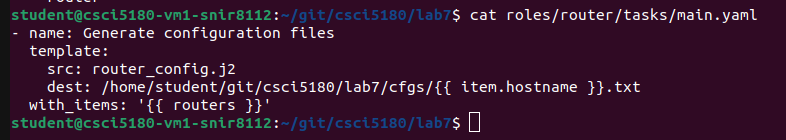 router
student@csci5180-vm1-snir8112:~/git/csci5180/lab7$ cat roles/router/tasks/main.yaml
- name: Generate configuration files
  template:
    src: router_config.j2
    dest: /home/student/git/csci5180/lab7/cfgs/{{ item.hostname }}.txt
  with_items: '{{ routers }}'
student@csci5180-vm1-snir8112:~/git/csci5180/lab7$